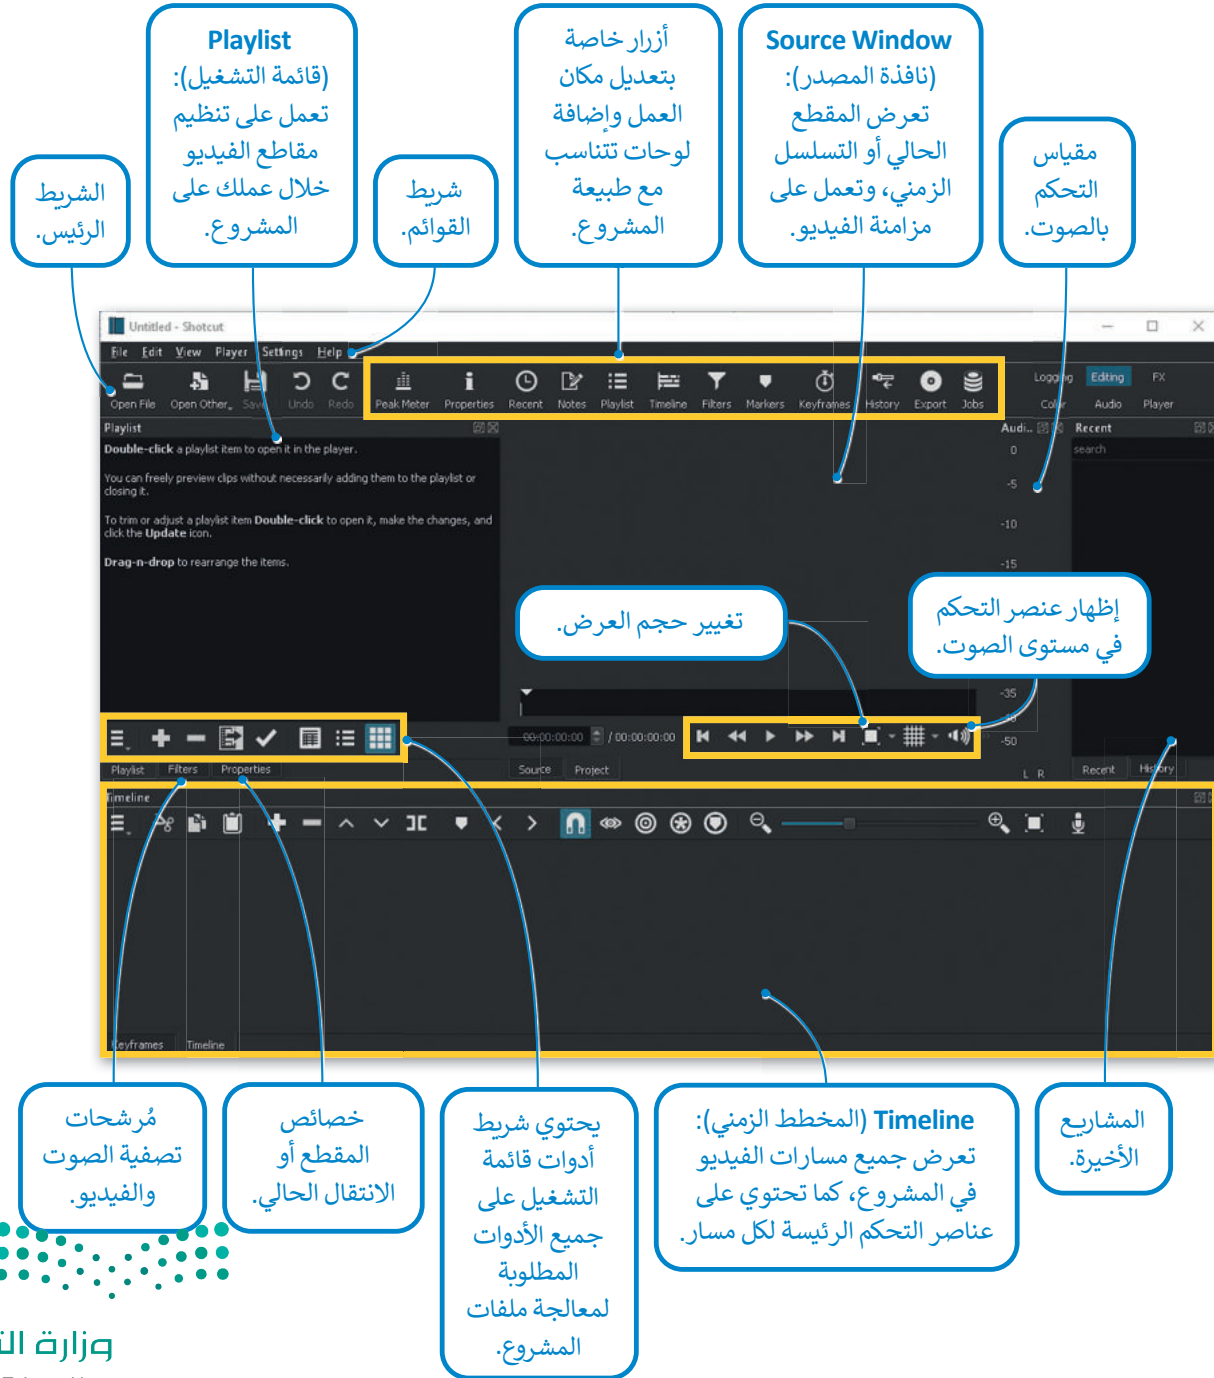 Playlist
(قائمة التشغيل):
تعمل على تنظيم
مقاطع الفيديو
خلال عملك على
المشروع.
أزرار خاصة
بتعديل مكان
العمل وإضافة
لوحات تتناسب
مع طبيعة
المشروع.
Source Window
(نافذة المصدر):
تعرض المقطع
الحالي أو التسلسل
الزمني، وتعمل على
مزامنة الفيديو.
الشريط
الرئيس.
شريط
القوائم.
مقياس
التحكم
بالصوت.
Untitled - Shotcut
File Edit View Player Settings Help
Open File Open Other... Save Undo Redo Peak Meter Properties Recent Notes Playlist Timeline Filters Markers Keyframes History Export Jobs
Logging Editing FX
Color Audio Player
Playlist
Audi... Recent
Double-click a playlist item to open it in the player.
You can freely preview clips without necessarily adding them to the playlist or
closing it.
To trim or adjust a playlist item Double-click to open it, make the changes, and
click the Update icon.
Drag-n-drop to rearrange the items.
search
0
-5
-10
-15
-35
-50
L R
تغيير حجم العرض.
إظهار عنصر التحكم
في مستوى الصوت.
00:00:00:00 / 00:00:00:00
Playlist Filters Properties
Source Project
Recent History
Timeline
Keyframes Timeline
مُرشحات
تصفية الصوت
والفيديو.
خصائص
المقطع أو
الانتقال الحالي.
يحتوي شريط
أدوات قائمة
التشغيل على
جميع الأدوات
المطلوبة
لمعالجة ملفات
المشروع.
Timeline (المخطط الزمني):
تعرض جميع مسارات الفيديو
في المشروع، كما تحتوي على
عناصر التحكم الرئيسة لكل مسار.
المشاريع
الأخيرة.
وزارة